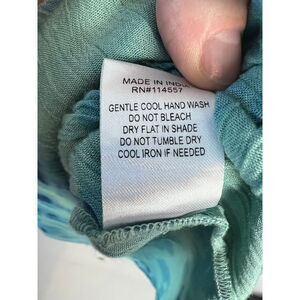 MADE IN INDIA
RN#114557
GENTLE COOL HAND WASH
DO NOT BLEACH
DRY FLAT IN SHADE
DO NOT TUMBLE DRY
COOL IRON IF NEEDED